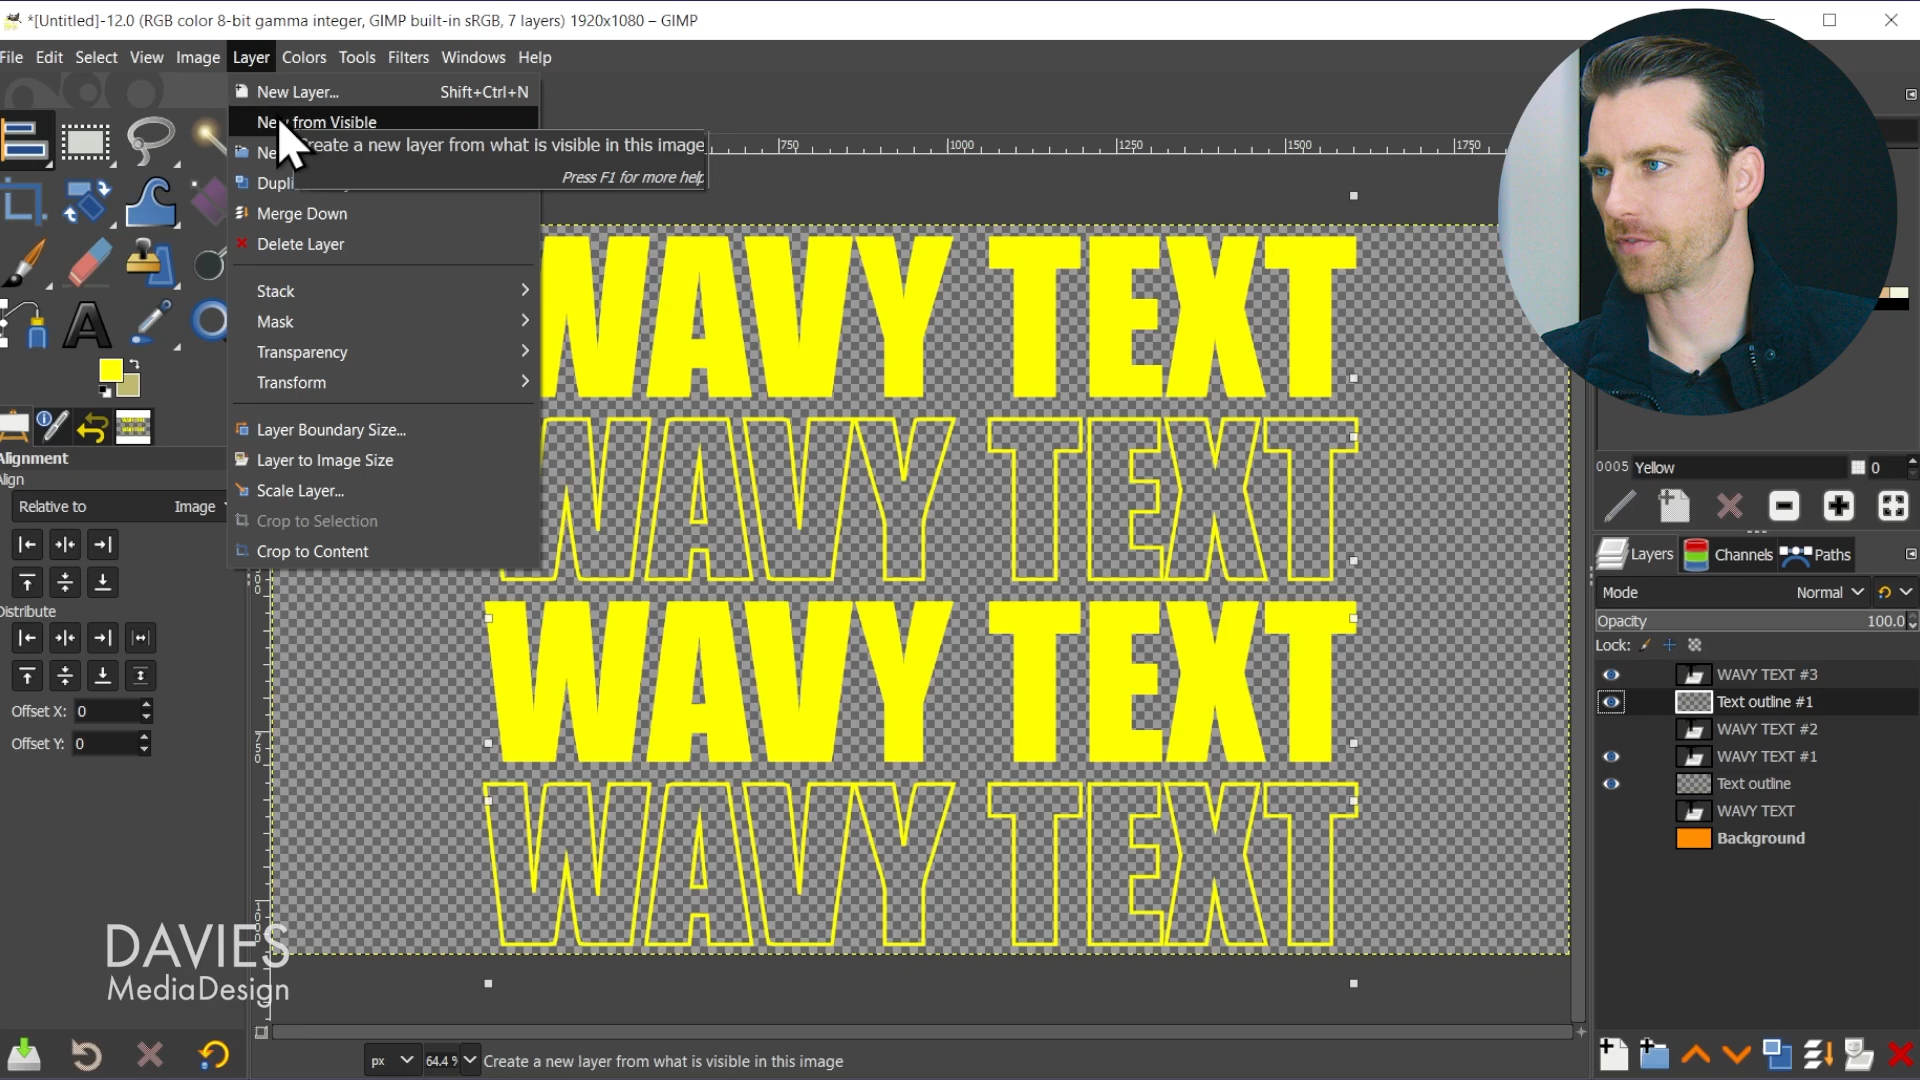 *[Untitled]-12.0 (RGB color 8-bit gamma integer, GIMP built-in sRGB, 7 layers) 1920x1080 – GIMP
File Edit Select View Image Layer Colors Tools Filters Windows Help
New Layer... Shift+Ctrl+N
New from Visible
Create a new layer from what is visible in this image
Press F1 for more help
Merge Down
Delete Layer
Stack
Mask
Transparency
Transform
Layer Boundary Size...
Layer to Image Size
Scale Layer...
Crop to Selection
Crop to Content
750 1000 1250 1500 1750
WAVY TEXT
WAVY TEXT
WAVY TEXT
WAVY TEXT
Alignment
Align
Relative to Image
Distribute
Offset X: 0
Offset Y: 0
750
DAVIES
MediaDesign
px 64.4 Create a new layer from what is visible in this image
0005 Yellow 0
Layers Channels Paths
Mode Normal
Opacity 100.0
Lock:
WAVY TEXT #3
Text outline #1
WAVY TEXT #2
WAVY TEXT #1
Text outline
WAVY TEXT
Background